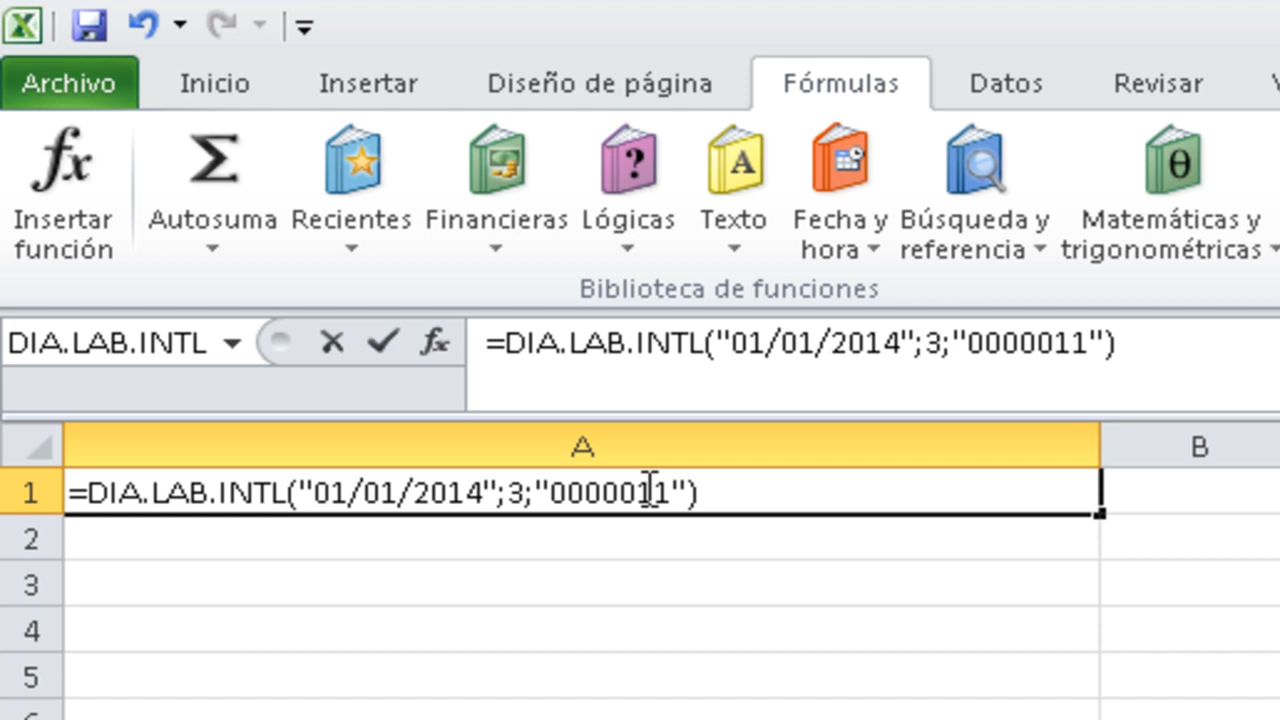 Archivo Inicio Insertar Diseño de página Fórmulas Datos Revisar
fx Σ ? A θ
Insertar función Autosuma Recientes Financieras Lógicas Texto Fecha y hora Búsqueda y referencia Matemáticas y trigonométricas
Biblioteca de funciones
DIA.LAB.INTL fx =DIA.LAB.INTL("01/01/2014";3;"0000011")
A B
1 =DIA.LAB.INTL("01/01/2014";3;"0000011")
2
3
4
5